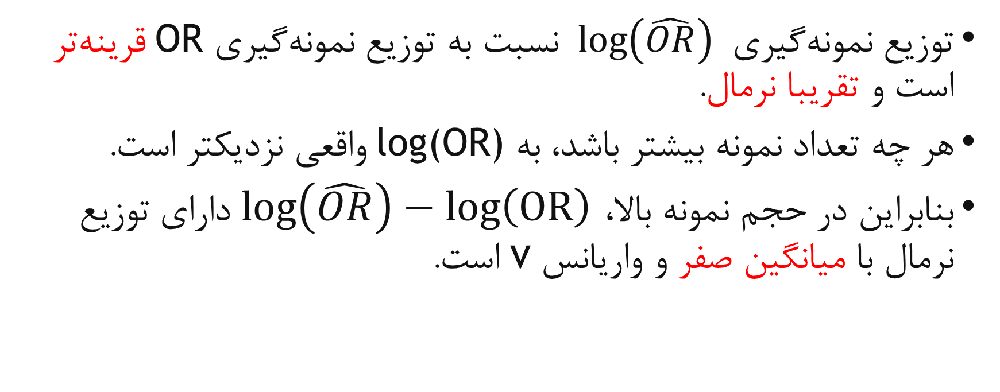 • توزیع نمونه‌گیری log(\widehat{OR}) نسبت به توزیع نمونه‌گیری OR قرینه‌تر
است و تقریبا نرمال.
• هر چه تعداد نمونه بیشتر باشد، به log(OR) واقعی نزدیکتر است.
• بنابراین در حجم نمونه بالا، log(\widehat{OR}) − log(OR) دارای توزیع
نرمال با میانگین صفر و واریانس V است.